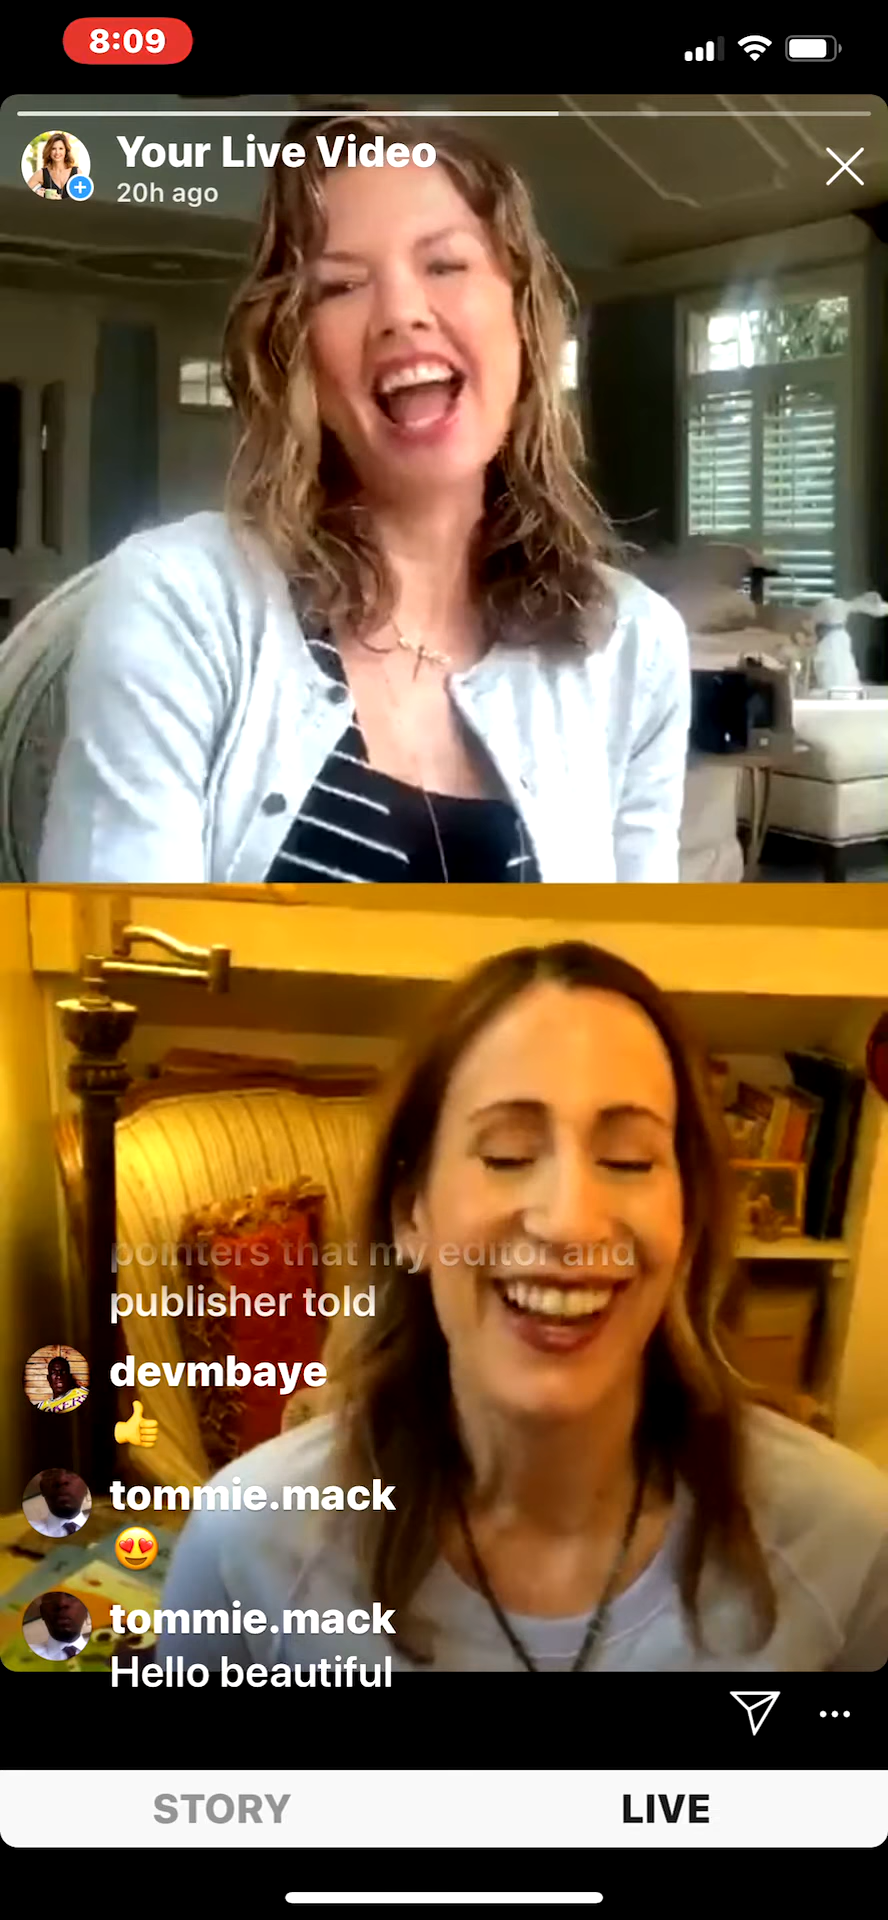 8:09
Your Live Video
20h ago
pointers that my editor and
publisher told
devmbaye
👍
tommie.mack
😍
tommie.mack
Hello beautiful
STORY
LIVE